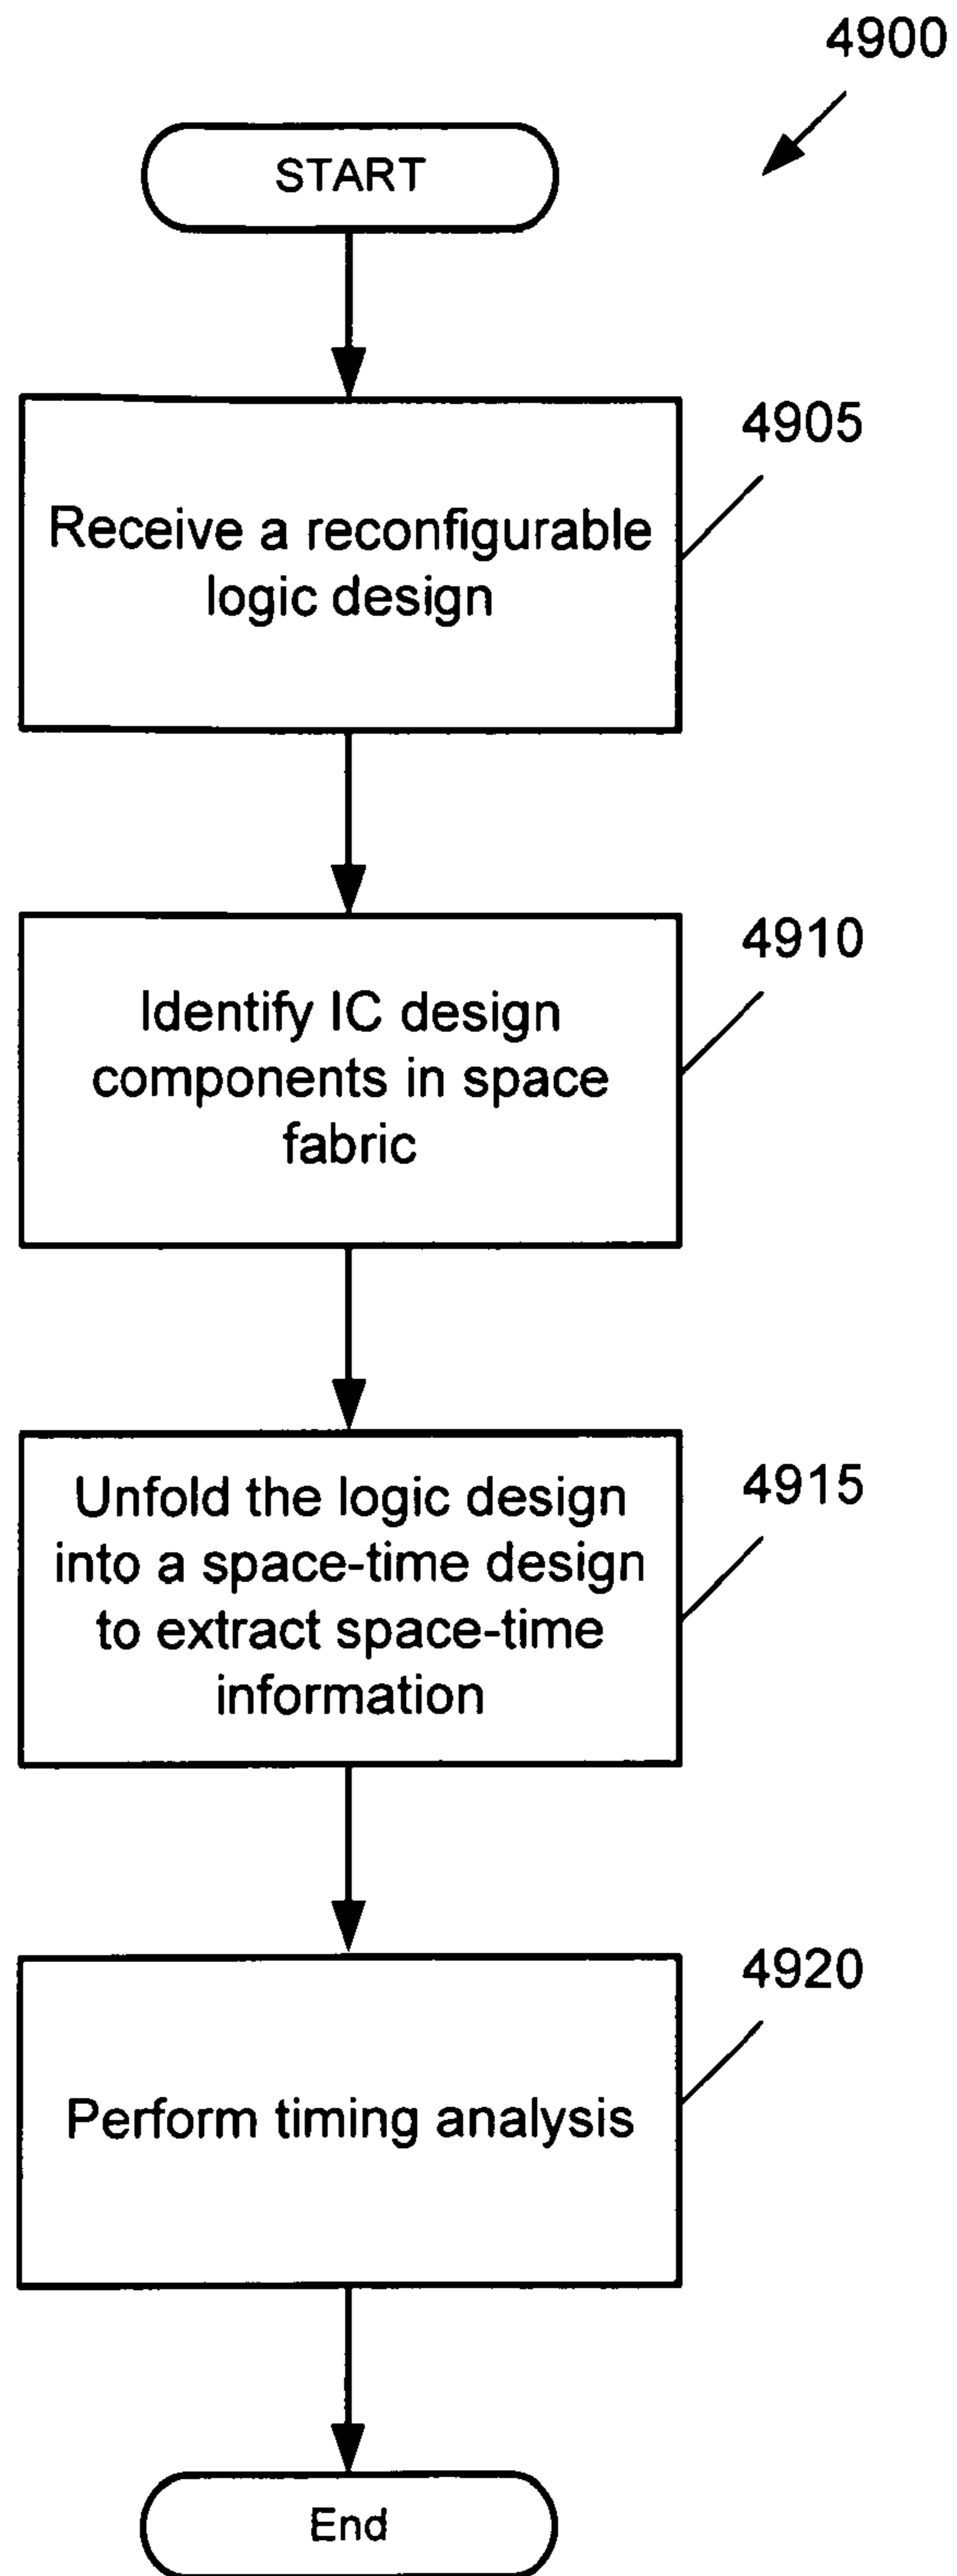 4900
START
4905
Receive a reconfigurable
logic design
4910
Identify IC design
components in space
fabric
4915
Unfold the logic design
into a space-time design
to extract space-time
information
4920
Perform timing analysis
End